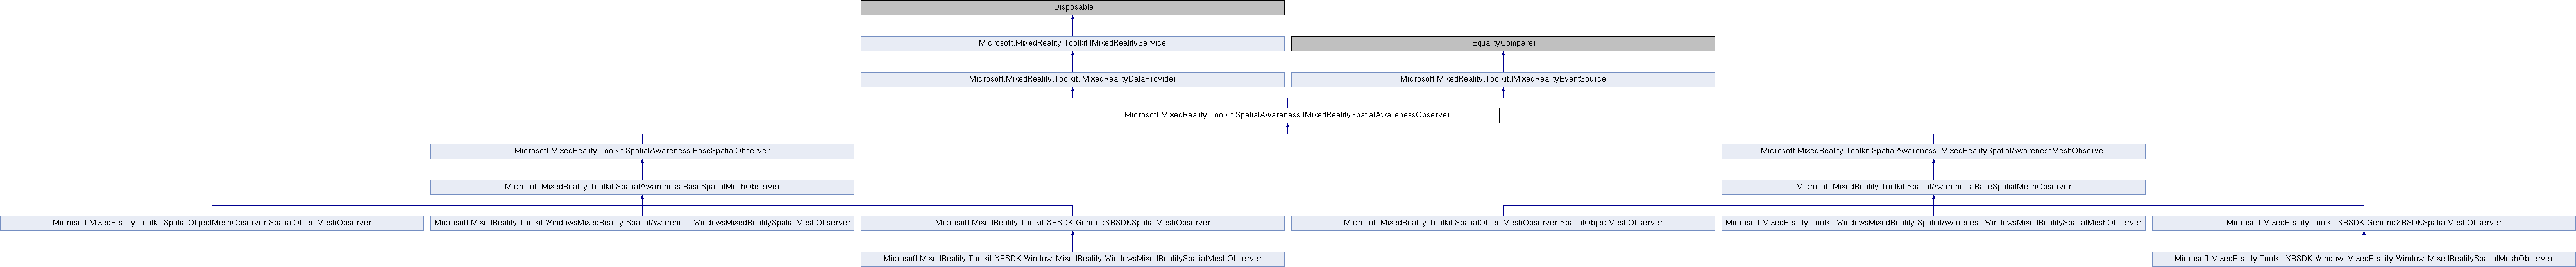 IDisposable
Microsoft.MixedReality.Toolkit.IMixedRealityService
IEqualityComparer
Microsoft.MixedReality.Toolkit.IMixedRealityDataProvider
Microsoft.MixedReality.Toolkit.IMixedRealityEventSource
Microsoft.MixedReality.Toolkit.SpatialAwareness.IMixedRealitySpatialAwarenessObserver
Microsoft.MixedReality.Toolkit.SpatialAwareness.BaseSpatialObserver
Microsoft.MixedReality.Toolkit.SpatialAwareness.IMixedRealitySpatialAwarenessMeshObserver
Microsoft.MixedReality.Toolkit.SpatialAwareness.BaseSpatialMeshObserver
Microsoft.MixedReality.Toolkit.SpatialAwareness.BaseSpatialMeshObserver
Microsoft.MixedReality.Toolkit.SpatialObjectMeshObserver.SpatialObjectMeshObserver
Microsoft.MixedReality.Toolkit.WindowsMixedReality.SpatialAwareness.WindowsMixedRealitySpatialMeshObserver
Microsoft.MixedReality.Toolkit.XRSDK.GenericXRSDKSpatialMeshObserver
Microsoft.MixedReality.Toolkit.SpatialObjectMeshObserver.SpatialObjectMeshObserver
Microsoft.MixedReality.Toolkit.WindowsMixedReality.SpatialAwareness.WindowsMixedRealitySpatialMeshObserver
Microsoft.MixedReality.Toolkit.XRSDK.GenericXRSDKSpatialMeshObserver
Microsoft.MixedReality.Toolkit.XRSDK.WindowsMixedReality.WindowsMixedRealitySpatialMeshObserver
Microsoft.MixedReality.Toolkit.XRSDK.WindowsMixedReality.WindowsMixedRealitySpatialMeshObserver